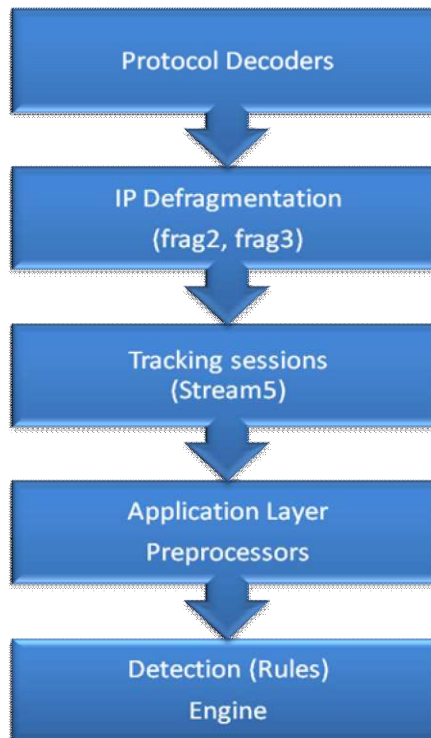 Protocol Decoders
IP Defragmentation
(frag2, frag3)
Tracking sessions
(Stream5)
Application Layer
Preprocessors
Detection (Rules)
Engine